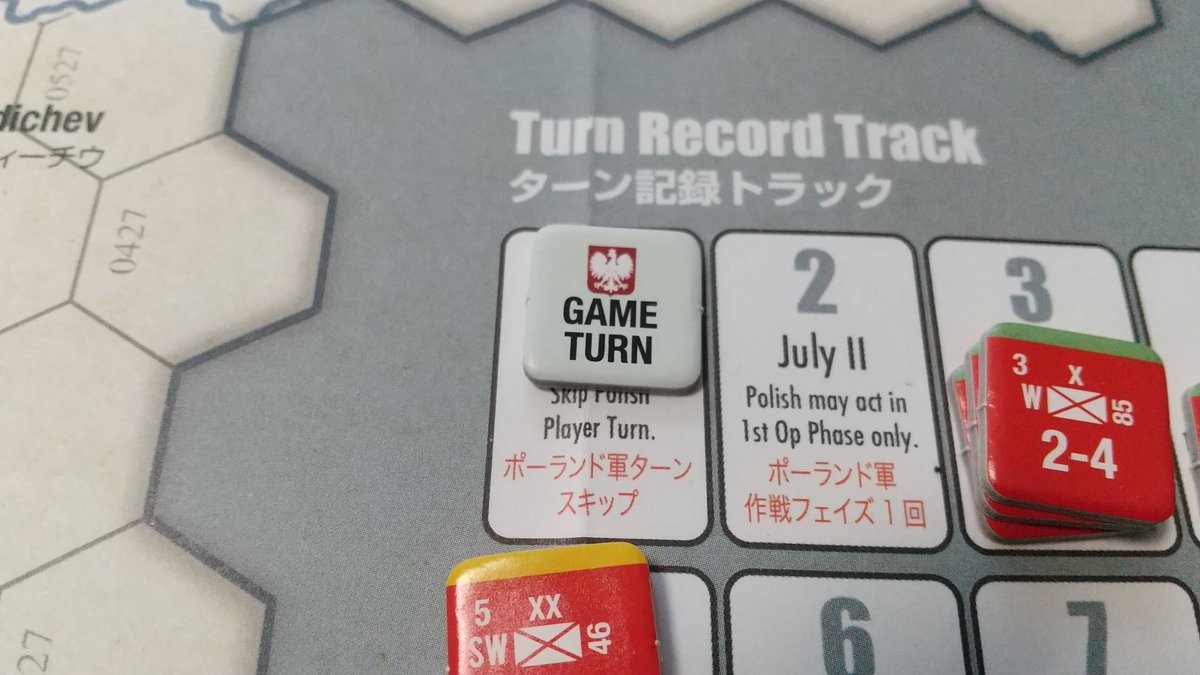 0527
dichev
ィーチウ
0427
27
Turn Record Track
ターン記録トラック
GAME
TURN
Skip Polish
Player Turn.
ポーランド軍ターン
スキップ
2
July II
Polish may act in
1st Op Phase only.
ポーランド軍
作戦フェイズ1回
3
3
X
W
85
2-4
5
XX
SW
46
6
7